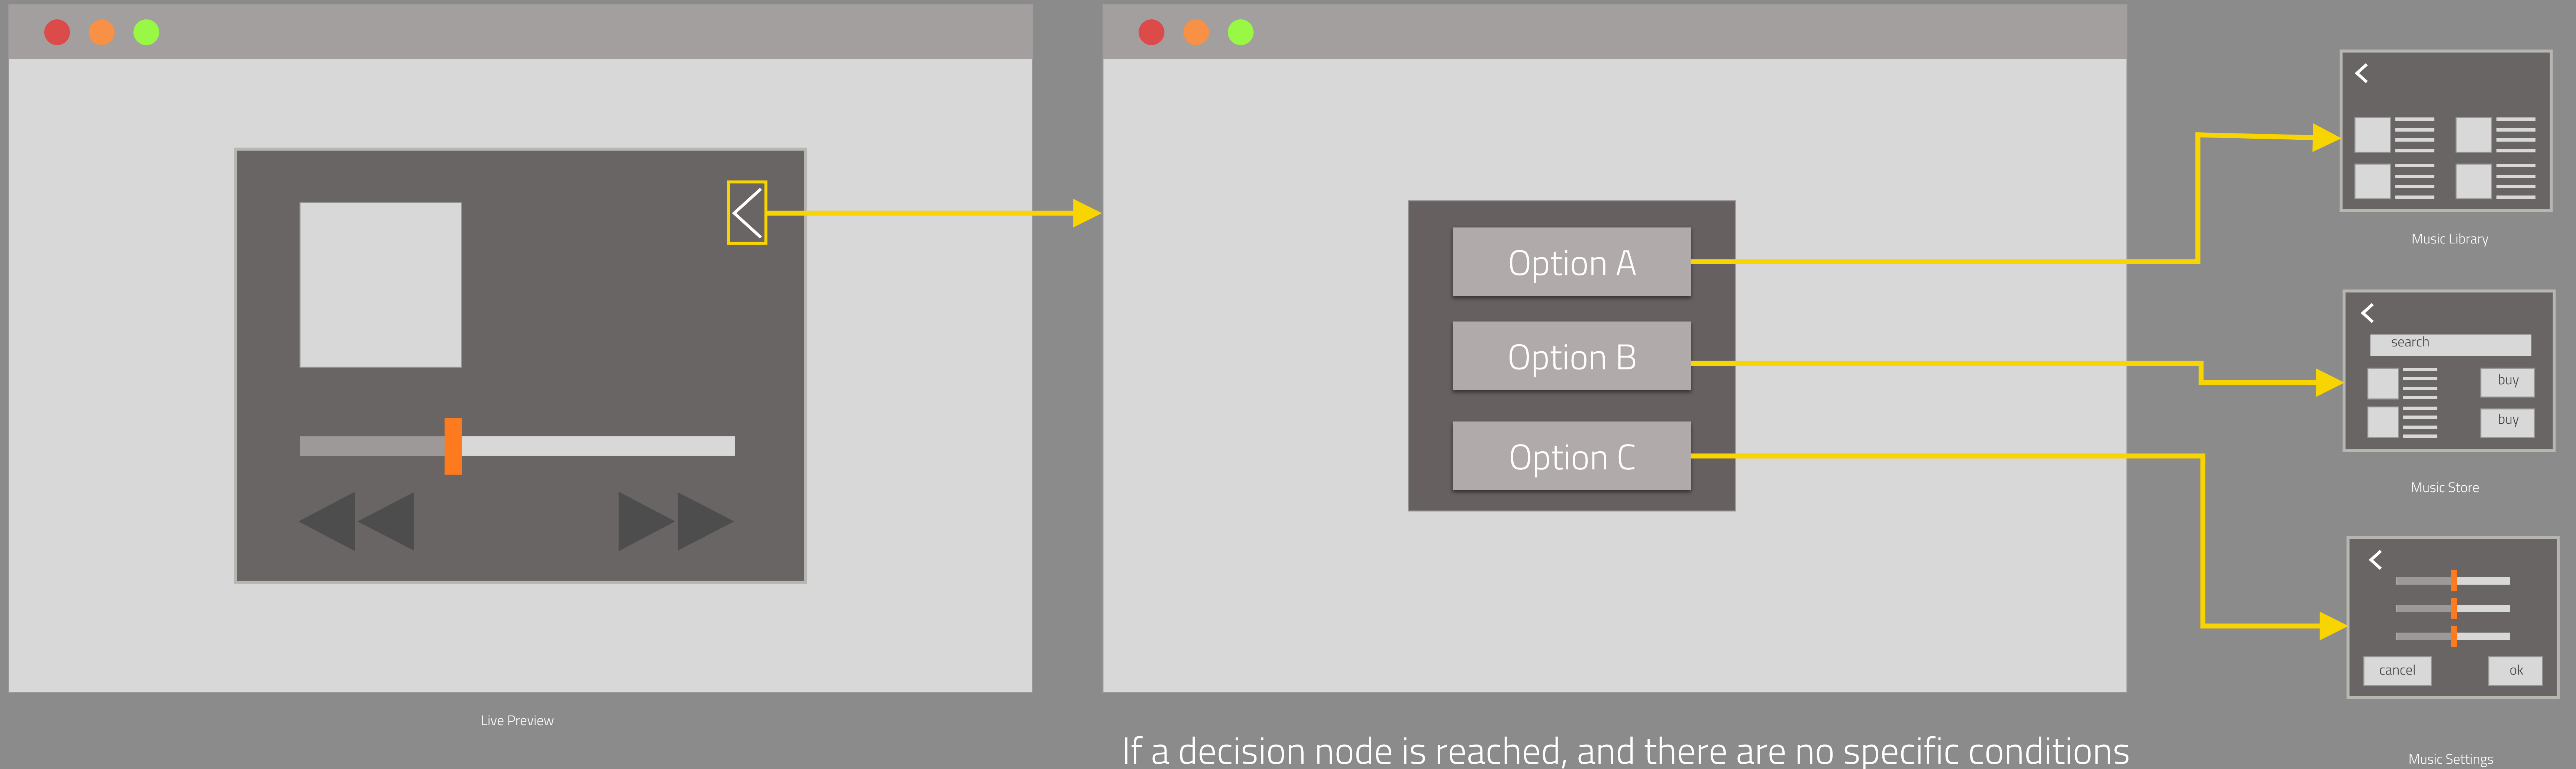 Option A
Option B
Option C
Music Library
search
buy
buy
Music Store
cancel
ok
Live Preview
If a decision node is reached, and there are no specific conditions
Music Settings